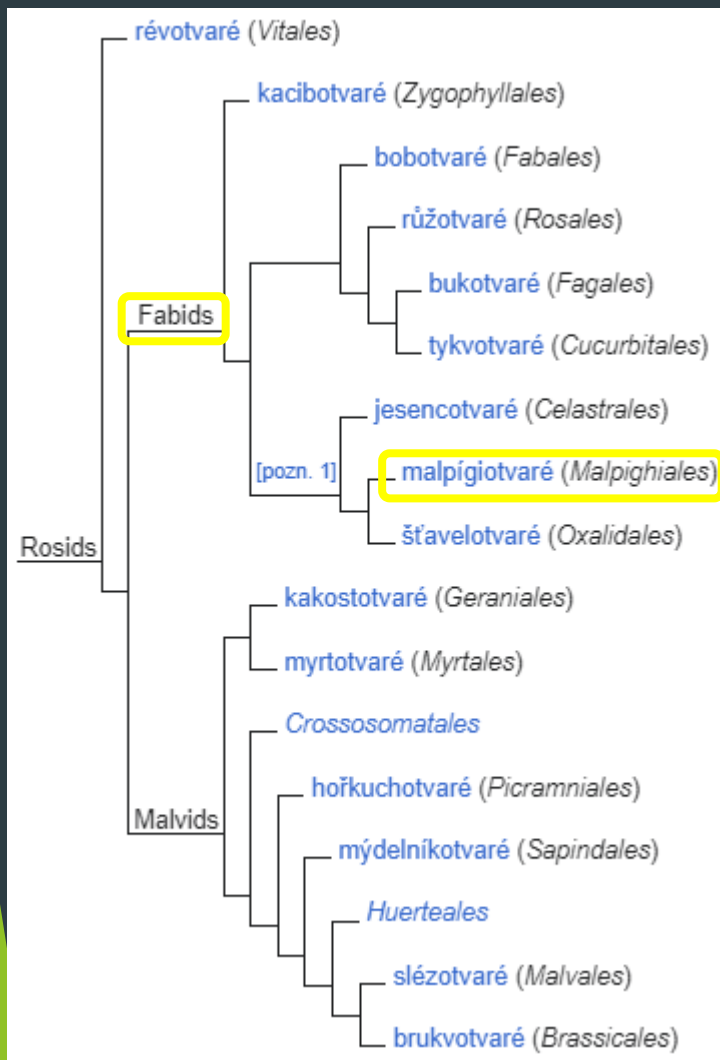 révotvaré (Vitales)
kacibotvaré (Zygophyllales)
bobotvaré (Fabales)
růžotvaré (Rosales)
bukotvaré (Fagales)
Fabids
tykvotvaré (Cucurbitales)
jesencotvaré (Celastrales)
[pozn. 1]
malpígiotvaré (Malpighiales)
šťavelotvaré (Oxalidales)
Rosids
kakostotvaré (Geraniales)
myrtotvaré (Myrtales)
Crossosomatales
hořkuchotvaré (Picramniales)
Malvids
mýdelníkotvaré (Sapindales)
Huerteales
slézotvaré (Malvales)
brukvotvaré (Brassicales)